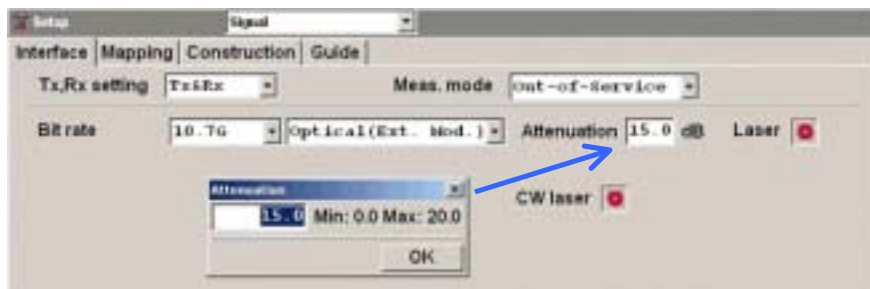 Setup Signal
Interface Mapping Construction Guide
Tx,Rx setting Tx&Rx Meas. mode Out-of-Service
Bit rate 10.7G Optical(Ext. Mod.) Attenuation 15.0 dB Laser
Attenuation
15.0 Min: 0.0 Max: 20.0
CW laser
OK